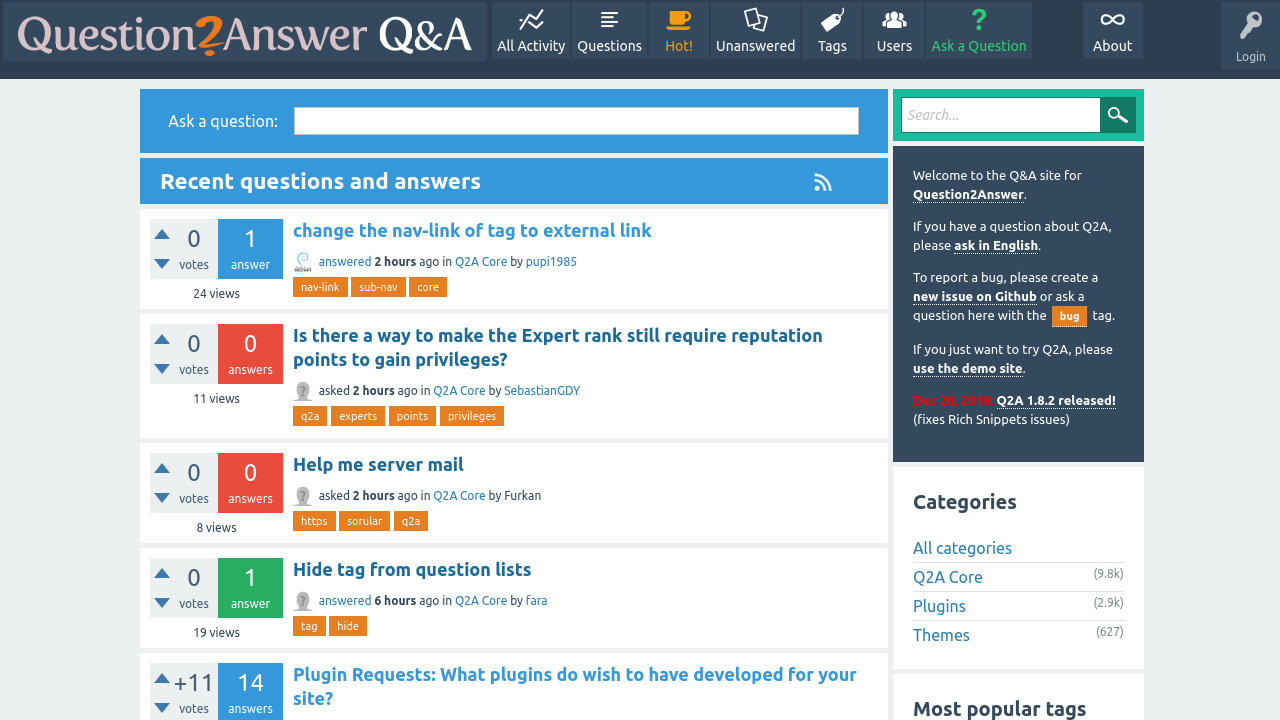 Question2Answer Q&A
All Activity
Questions
Hot!
Unanswered
Tags
Users
Ask a Question
About
Login
Ask a question:
Recent questions and answers
0
votes
1
answer
24 views
change the nav-link of tag to external link
answered 2 hours ago in Q2A Core by pupi1985
nav-link sub-nav core
0
votes
0
answers
11 views
Is there a way to make the Expert rank still require reputation
points to gain privileges?
asked 2 hours ago in Q2A Core by SebastianGDY
q2a experts points privileges
0
votes
0
answers
8 views
Help me server mail
asked 2 hours ago in Q2A Core by Furkan
https sorular q2a
0
votes
1
answer
19 views
Hide tag from question lists
answered 6 hours ago in Q2A Core by fara
tag hide
+11
votes
14
answers
Plugin Requests: What plugins do wish to have developed for your
site?
Search...
Welcome to the Q&A site for
Question2Answer.
If you have a question about Q2A,
please ask in English.
To report a bug, please create a
new issue on Github or ask a
question here with the bug tag.
If you just want to try Q2A, please
use the demo site.
Dec 20, 2018: Q2A 1.8.2 released!
(fixes Rich Snippets issues)
Categories
All categories
Q2A Core (9.8k)
Plugins (2.9k)
Themes (627)
Most popular tags